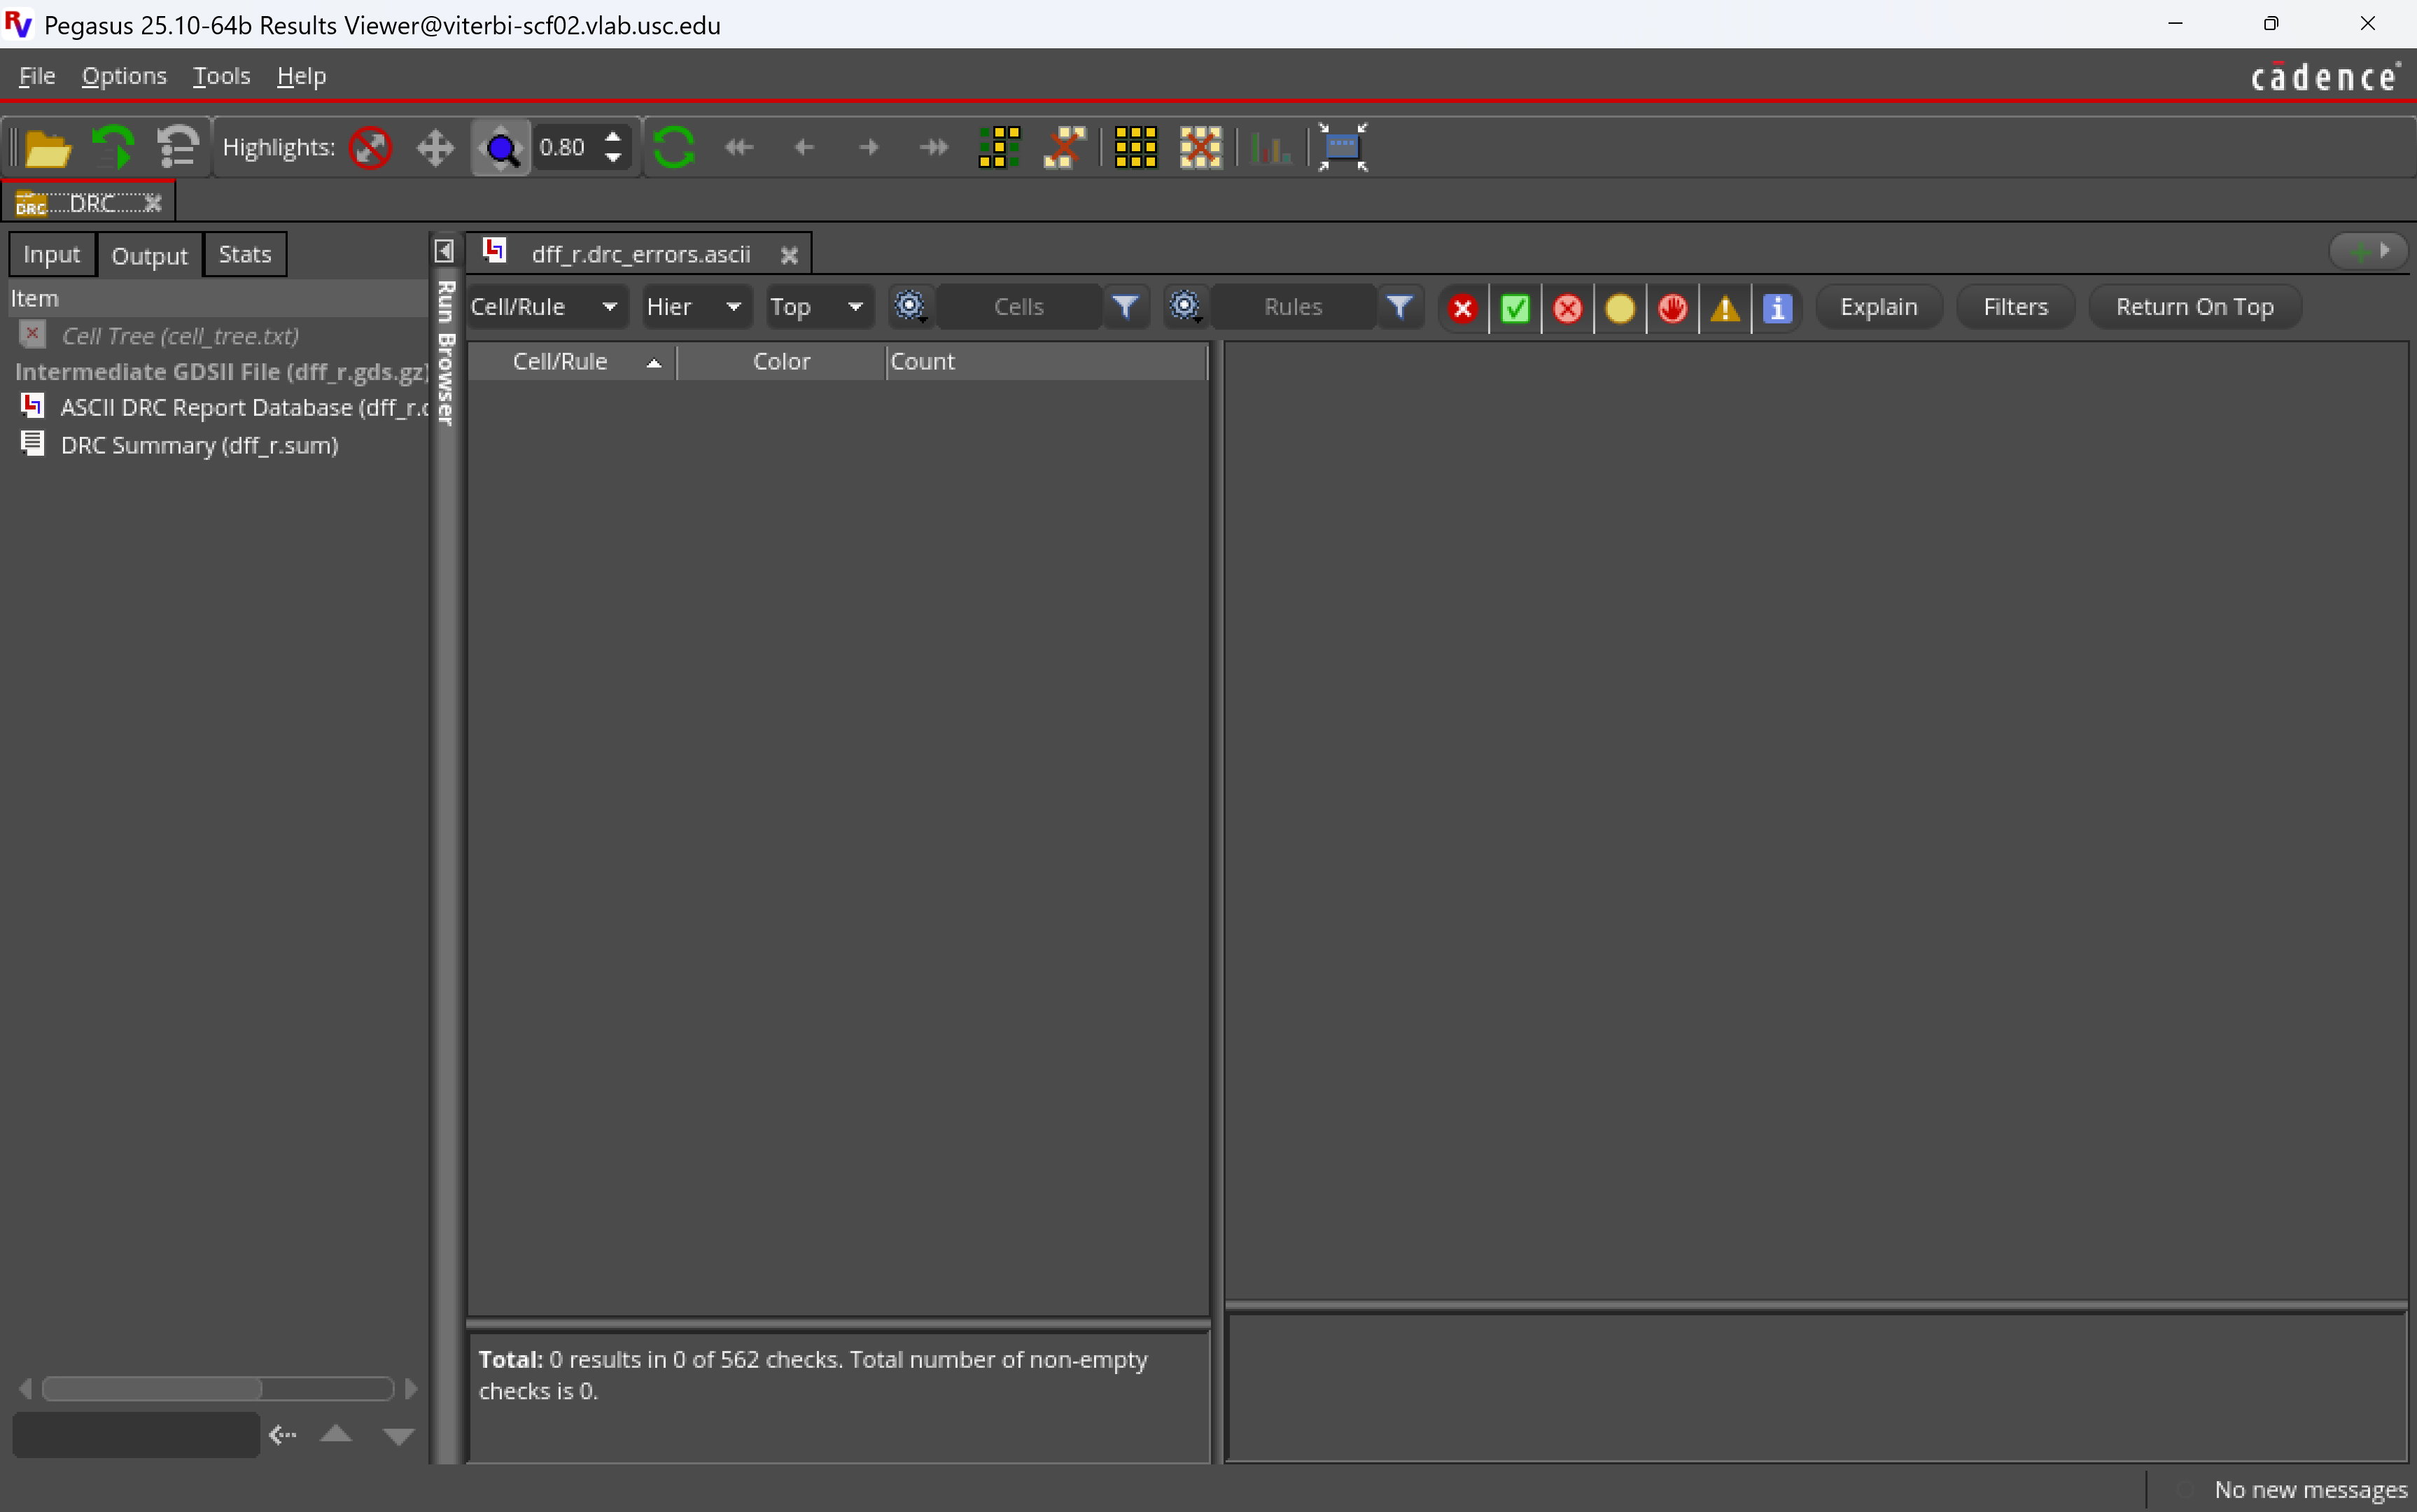 Pegasus 25.10-64b Results Viewer@viterbi-scf02.vlab.usc.edu
File Options Tools Help
cādence
Highlights: 0.80
DRC DRC
Input Output Stats
dff_r.drc_errors.ascii
Cell/Rule Hier Top Cells Rules Explain Filters Return On Top
Item
Cell Tree (cell_tree.txt)
Intermediate GDSII File (dff_r.gds.gz)
ASCII DRC Report Database (dff_r.
DRC Summary (dff_r.sum)
Run Browser
Cell/Rule Color Count
Total: 0 results in 0 of 562 checks. Total number of non-empty
checks is 0.
No new messages